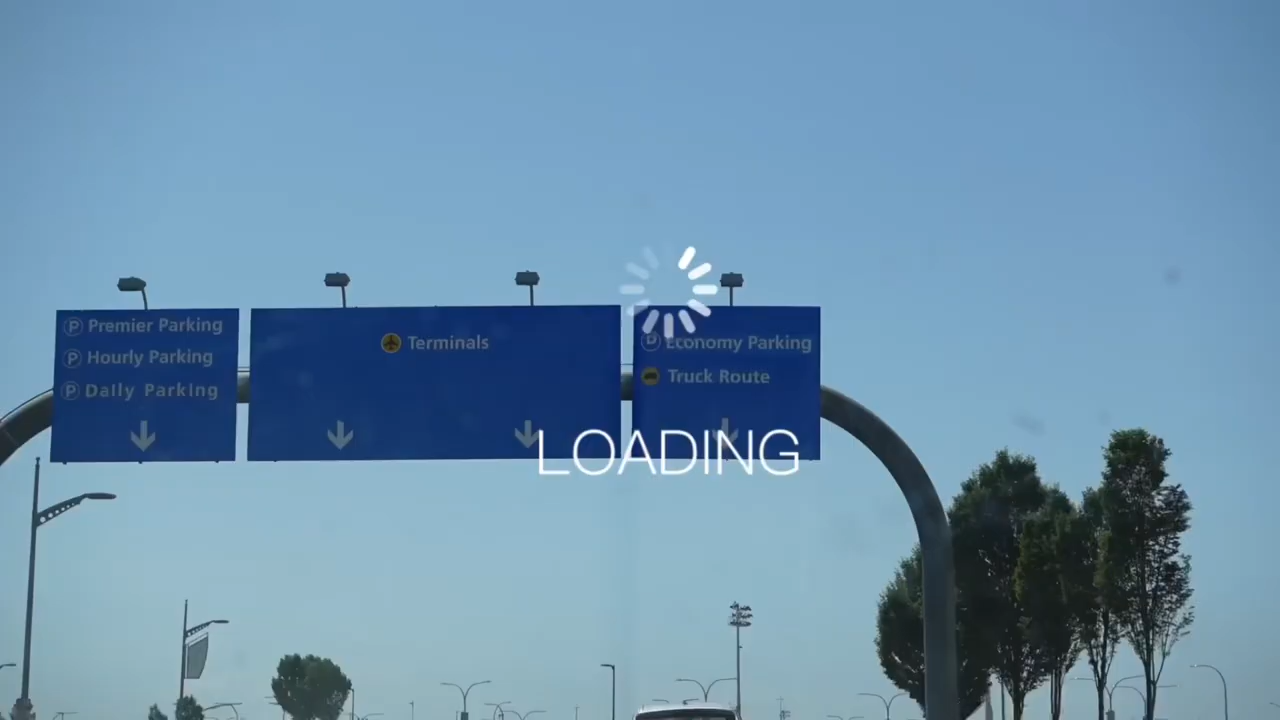 P Premier Parking
P Hourly Parking
P Daily Parking
Terminals
P Economy Parking
Truck Route
LOADING